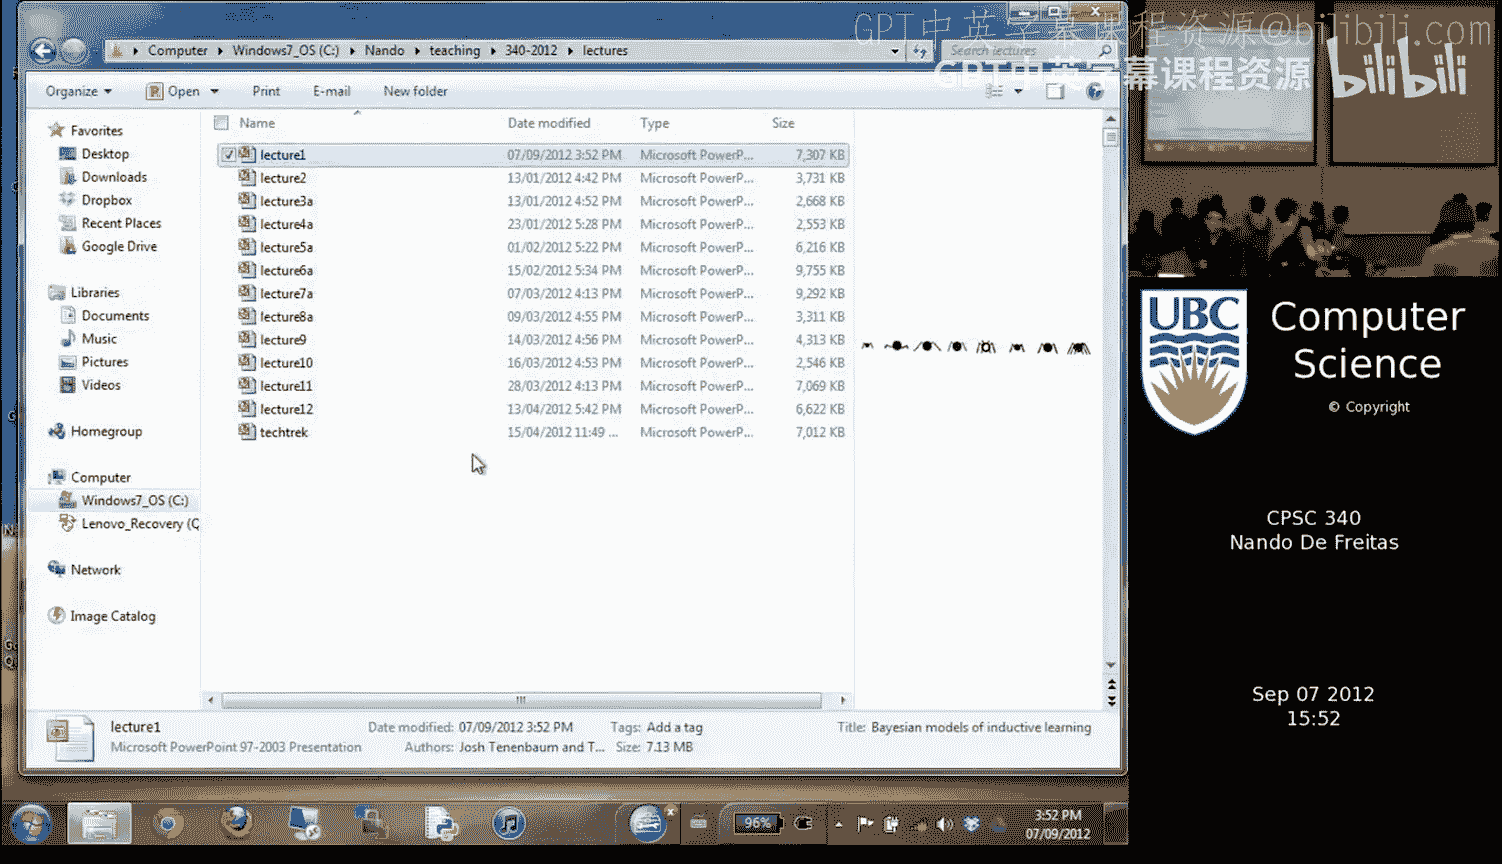 GPT中英字幕课程资源@bilibili.com
GPT中英字幕课程资源 bilibili
Computer Windows7_OS (C:) Nando teaching 340-2012 lectures
Search lectures
Organize Open Print E-mail New folder
Name Date modified Type Size
Favorites
Desktop
Downloads
Dropbox
Recent Places
Google Drive
Libraries
Documents
Music
Pictures
Videos
Homegroup
Computer
Windows7_OS (C:)
Lenovo_Recovery (Q
Network
Image Catalog
lecture1 07/09/2012 3:52 PM Microsoft PowerP... 7,307 KB
lecture2 13/01/2012 4:42 PM Microsoft PowerP... 3,731 KB
lecture3a 13/01/2012 4:52 PM Microsoft PowerP... 2,668 KB
lecture4a 23/01/2012 5:28 PM Microsoft PowerP... 2,553 KB
lecture5a 01/02/2012 5:22 PM Microsoft PowerP... 6,216 KB
lecture6a 15/02/2012 5:34 PM Microsoft PowerP... 9,755 KB
lecture7a 07/03/2012 4:13 PM Microsoft PowerP... 9,292 KB
lecture8a 09/03/2012 4:55 PM Microsoft PowerP... 3,311 KB
lecture9 14/03/2012 4:56 PM Microsoft PowerP... 4,313 KB
lecture10 16/03/2012 4:53 PM Microsoft PowerP... 2,546 KB
lecture11 28/03/2012 4:13 PM Microsoft PowerP... 7,069 KB
lecture12 13/04/2012 5:42 PM Microsoft PowerP... 6,622 KB
techtrek 15/04/2012 11:49 ... Microsoft PowerP... 7,012 KB
lecture1 Date modified: 07/09/2012 3:52 PM Tags: Add a tag Title: Bayesian models of inductive learning
Microsoft PowerPoint 97-2003 Presentation Authors: Josh Tenenbaum and T... Size: 7.13 MB
96%
3:52 PM
07/09/2012
UBC
Computer
Science
© Copyright
CPSC 340
Nando De Freitas
Sep 07 2012
15:52